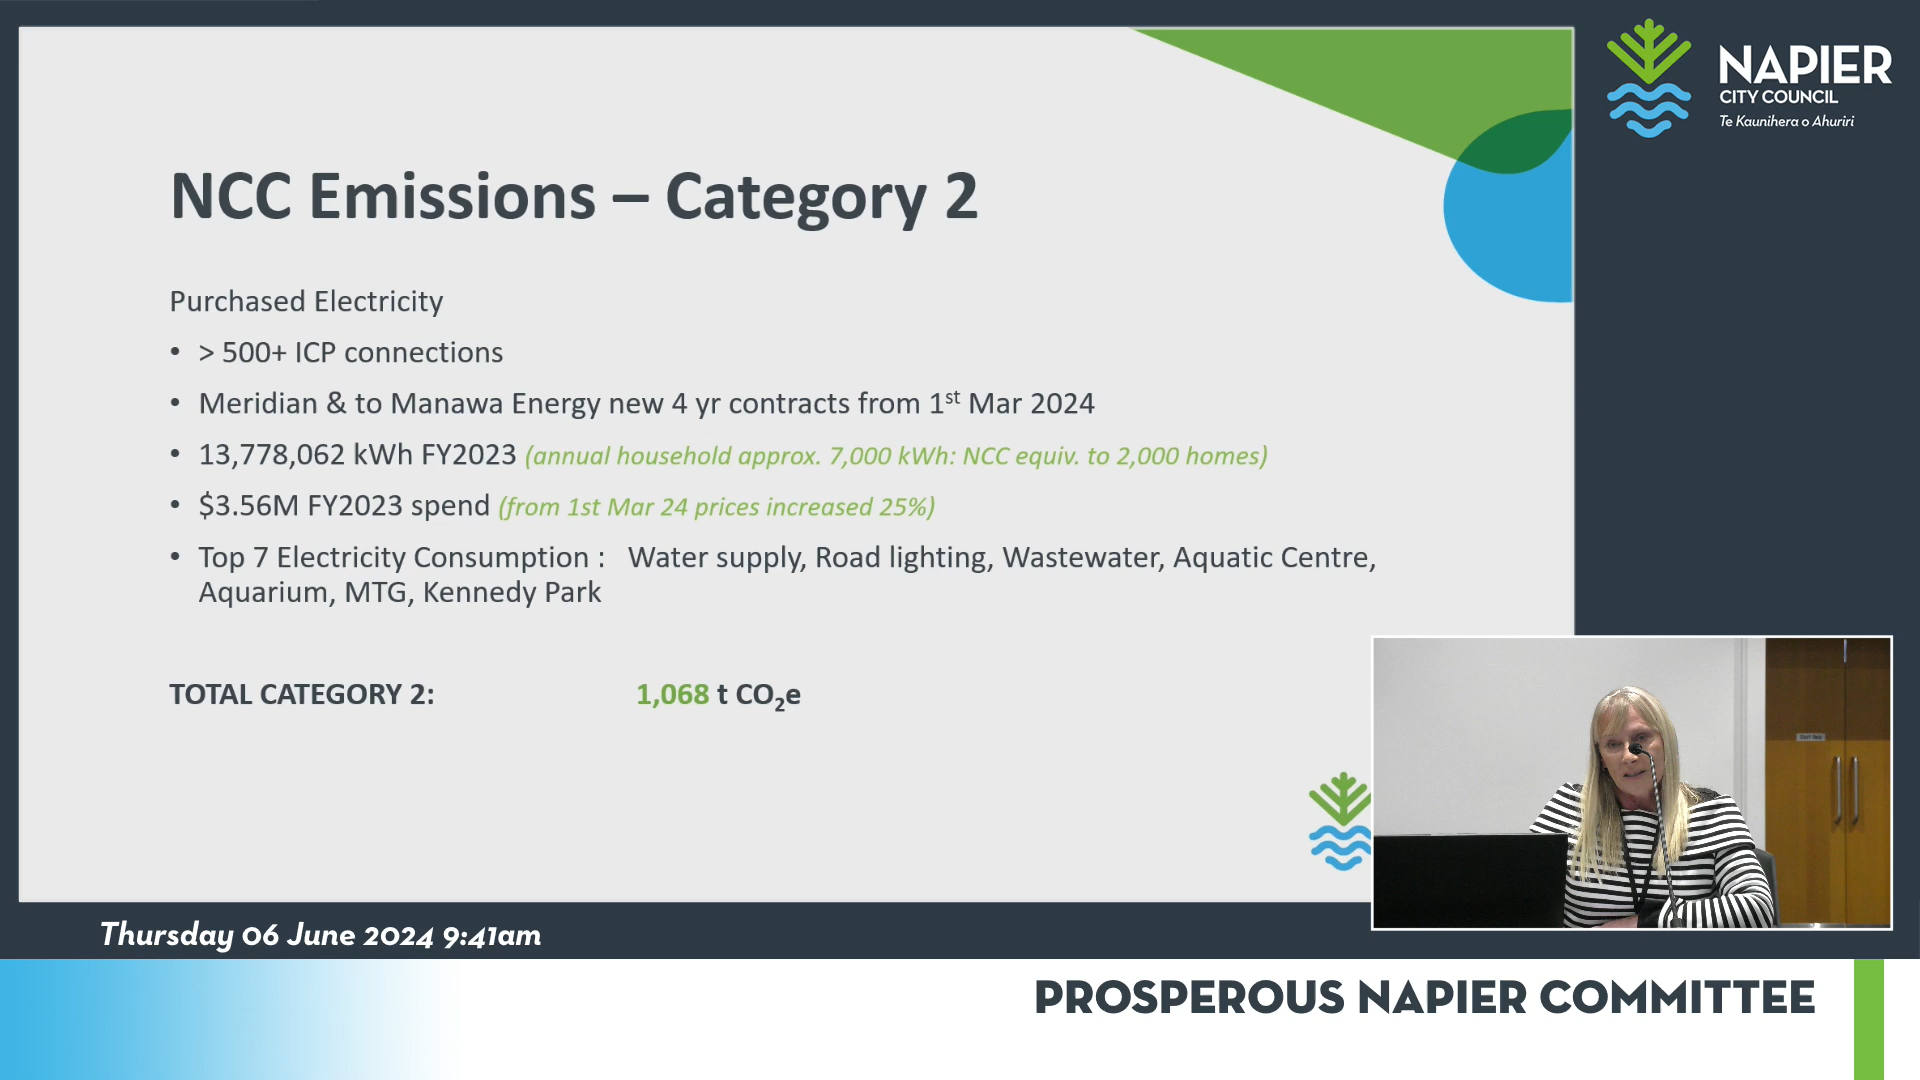 NAPIER
CITY COUNCIL
Te Kaunihera o Ahuriri
NCC Emissions – Category 2
Purchased Electricity
• > 500+ ICP connections
• Meridian & to Manawa Energy new 4 yr contracts from 1st Mar 2024
• 13,778,062 kWh FY2023 (annual household approx. 7,000 kWh: NCC equiv. to 2,000 homes)
• $3.56M FY2023 spend (from 1st Mar 24 prices increased 25%)
• Top 7 Electricity Consumption : Water supply, Road lighting, Wastewater, Aquatic Centre,
Aquarium, MTG, Kennedy Park
TOTAL CATEGORY 2: 1,068 t CO₂e
Thursday 06 June 2024 9:41am
PROSPEROUS NAPIER COMMITTEE